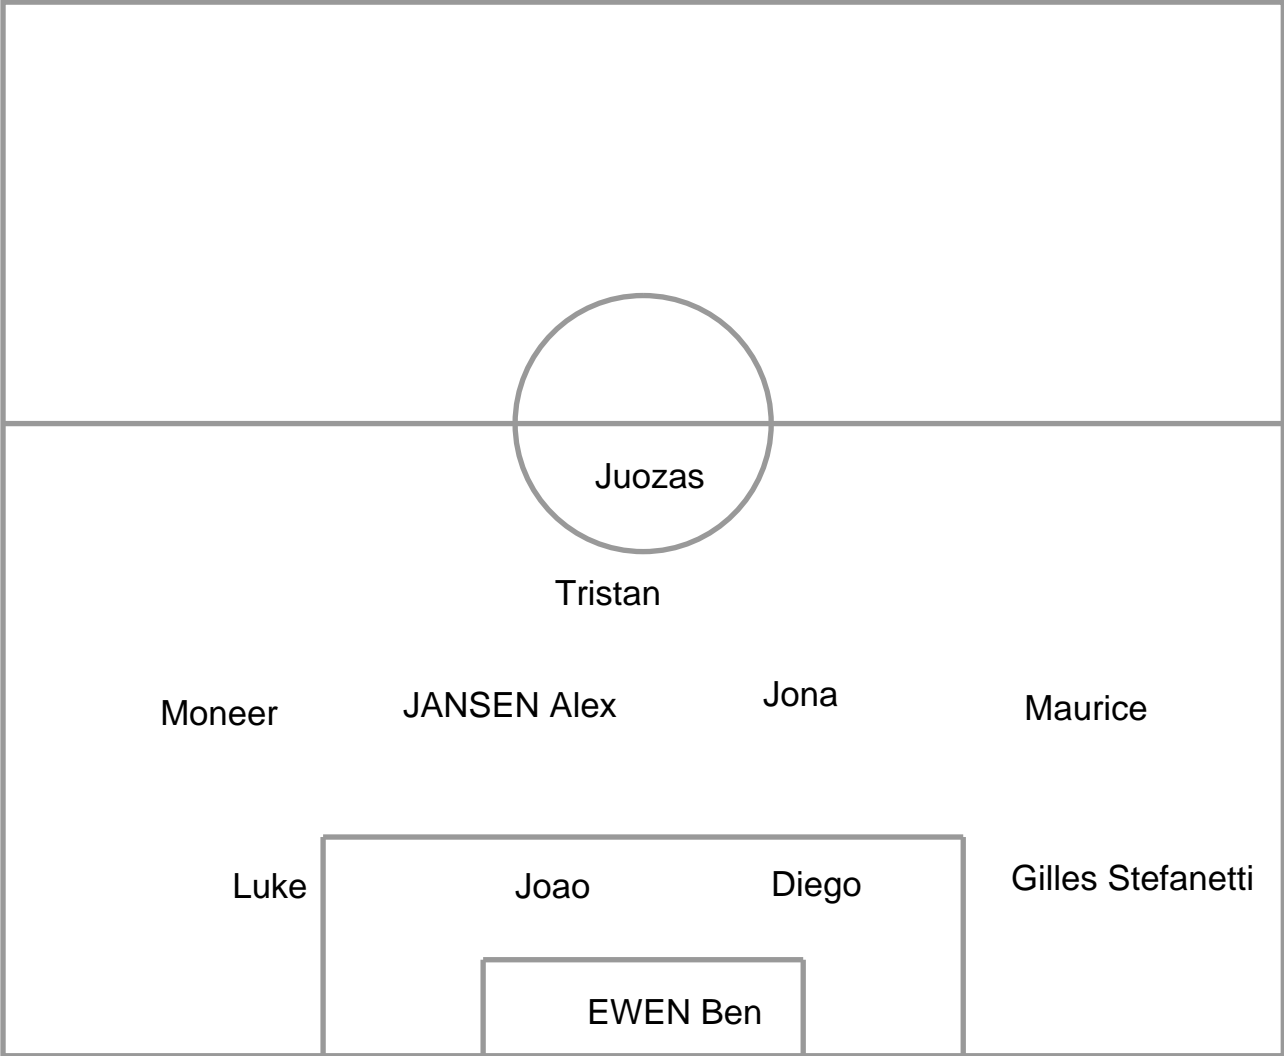 Juozas
Tristan
Moneer JANSEN Alex Jona Maurice
Luke Joao Diego Gilles Stefanetti
EWEN Ben